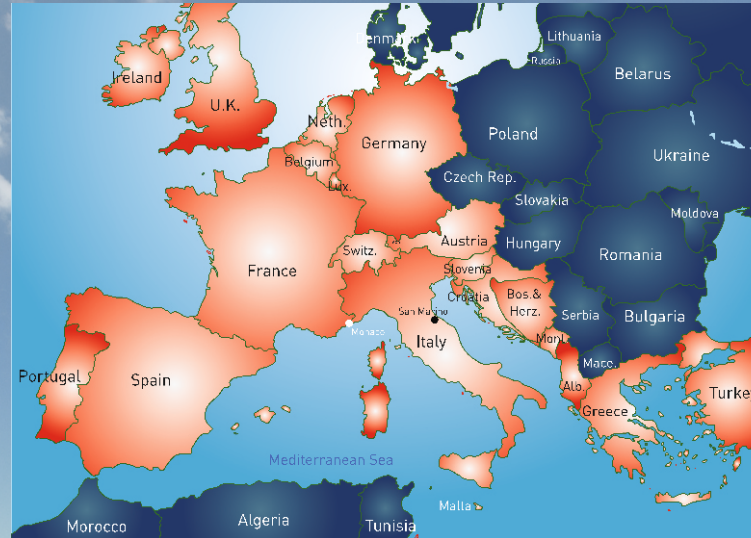 Denmark
Lithuania
Russia
Belarus
Ireland
U.K.
Neth.
Germany
Poland
Belgium
Lux.
Czech Rep.
Ukraine
Slovakia
Moldova
France
Switz.
Austria
Hungary
Romania
Slovenia
Croatia
Bos.&
Herz.
San Marino
Monaco
Italy
Serbia
Bulgaria
Mont.
Mace.
Alb.
Portugal
Spain
Greece
Turke
Mediterranean Sea
Malla
Morocco
Algeria
Tunisia